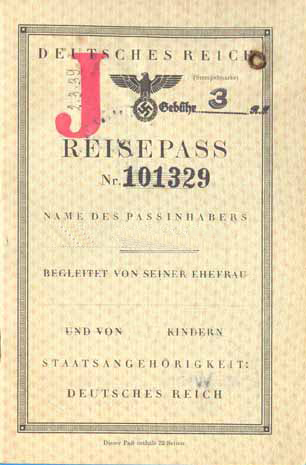 DEUTSCHES REICH
J
(Stempelmarke)
Gebühr 3 RM
REISEPASS
Nr. 101329
NAME DES PASSINHABERS
BEGLEITET VON SEINER EHEFRAU
UND VON KINDERN
STAATSANGEHÖRIGKEIT:
DEUTSCHES REICH
Dieser Paß enthält 32 Seiten